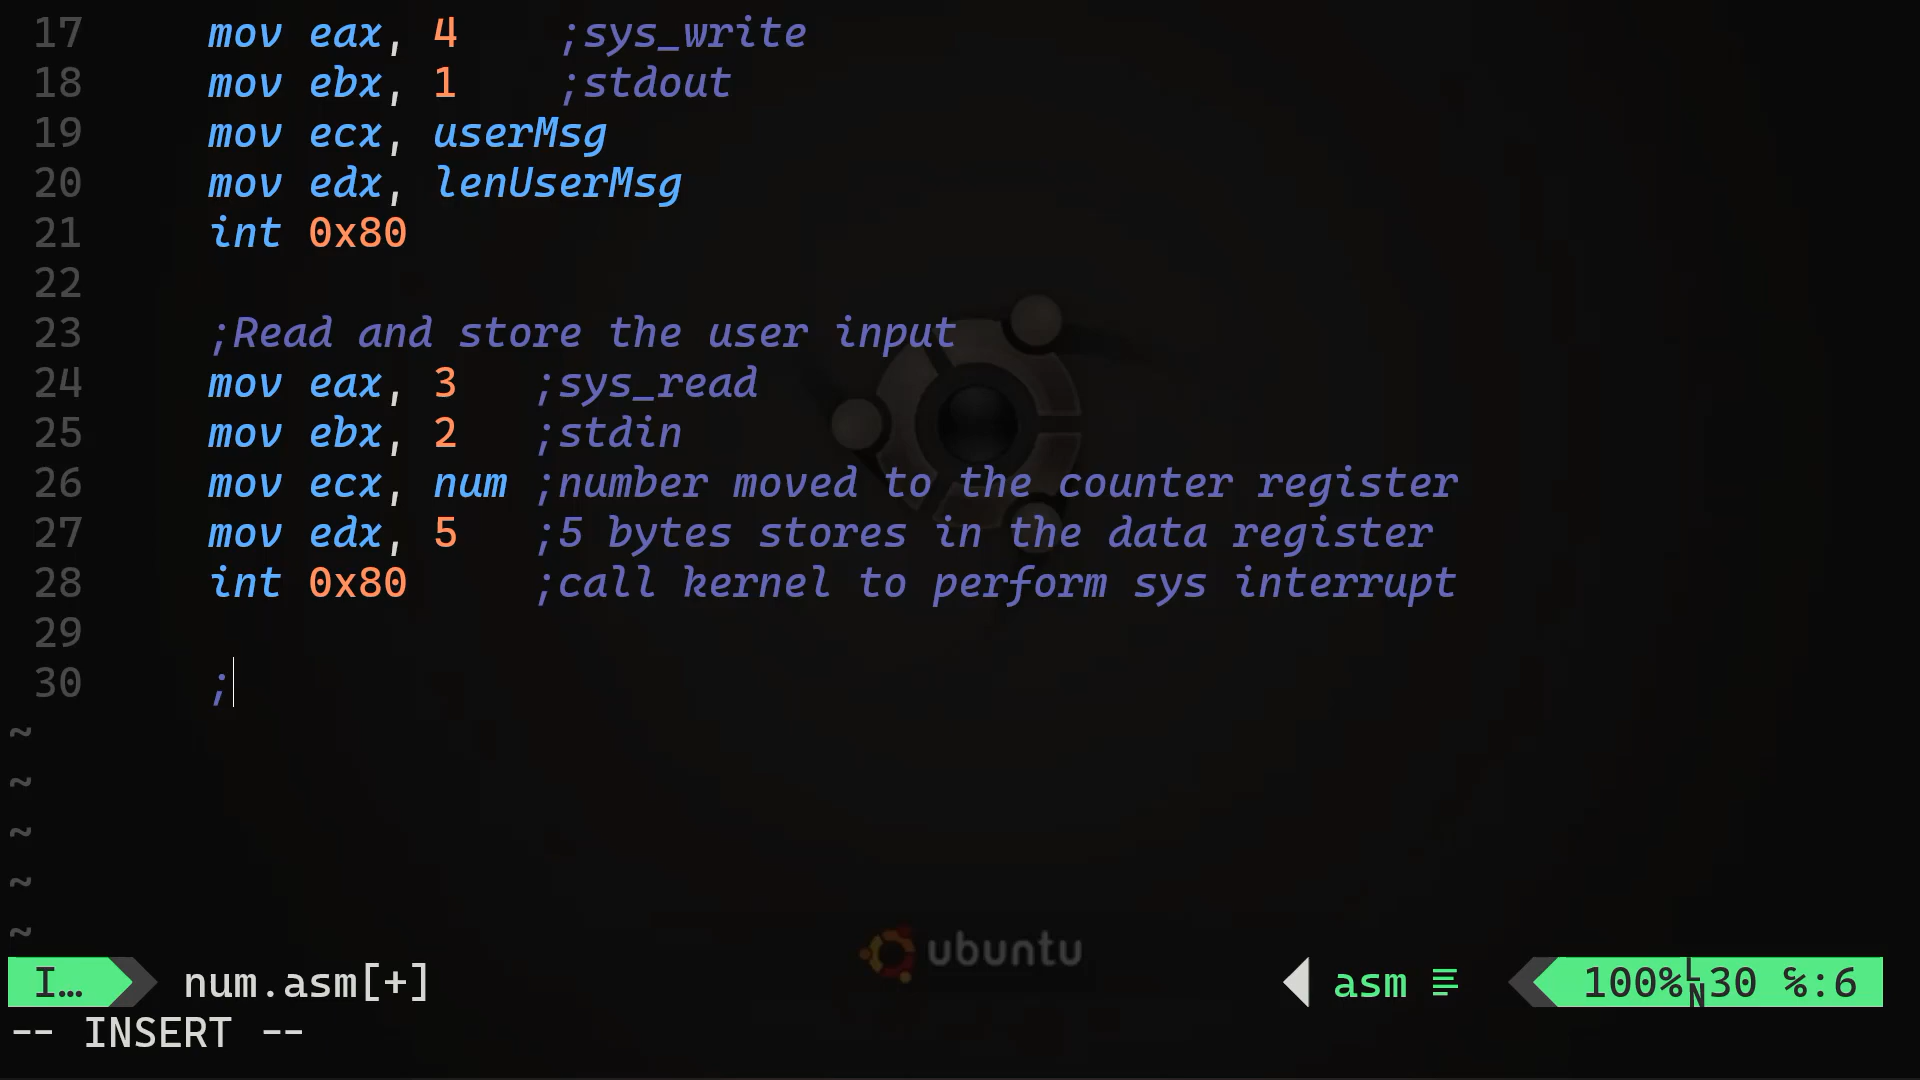 17 mov eax, 4 ;sys_write
18 mov ebx, 1 ;stdout
19 mov ecx, userMsg
20 mov edx, lenUserMsg
21 int 0x80
22
23 ;Read and store the user input
24 mov eax, 3 ;sys_read
25 mov ebx, 2 ;stdin
26 mov ecx, num ;number moved to the counter register
27 mov edx, 5 ;5 bytes stores in the data register
28 int 0x80 ;call kernel to perform sys interrupt
29
30 ;
~
~
~
~
~
ubuntu
I… num.asm[+] asm ☰ 100% ␤30 ℅:6
-- INSERT --